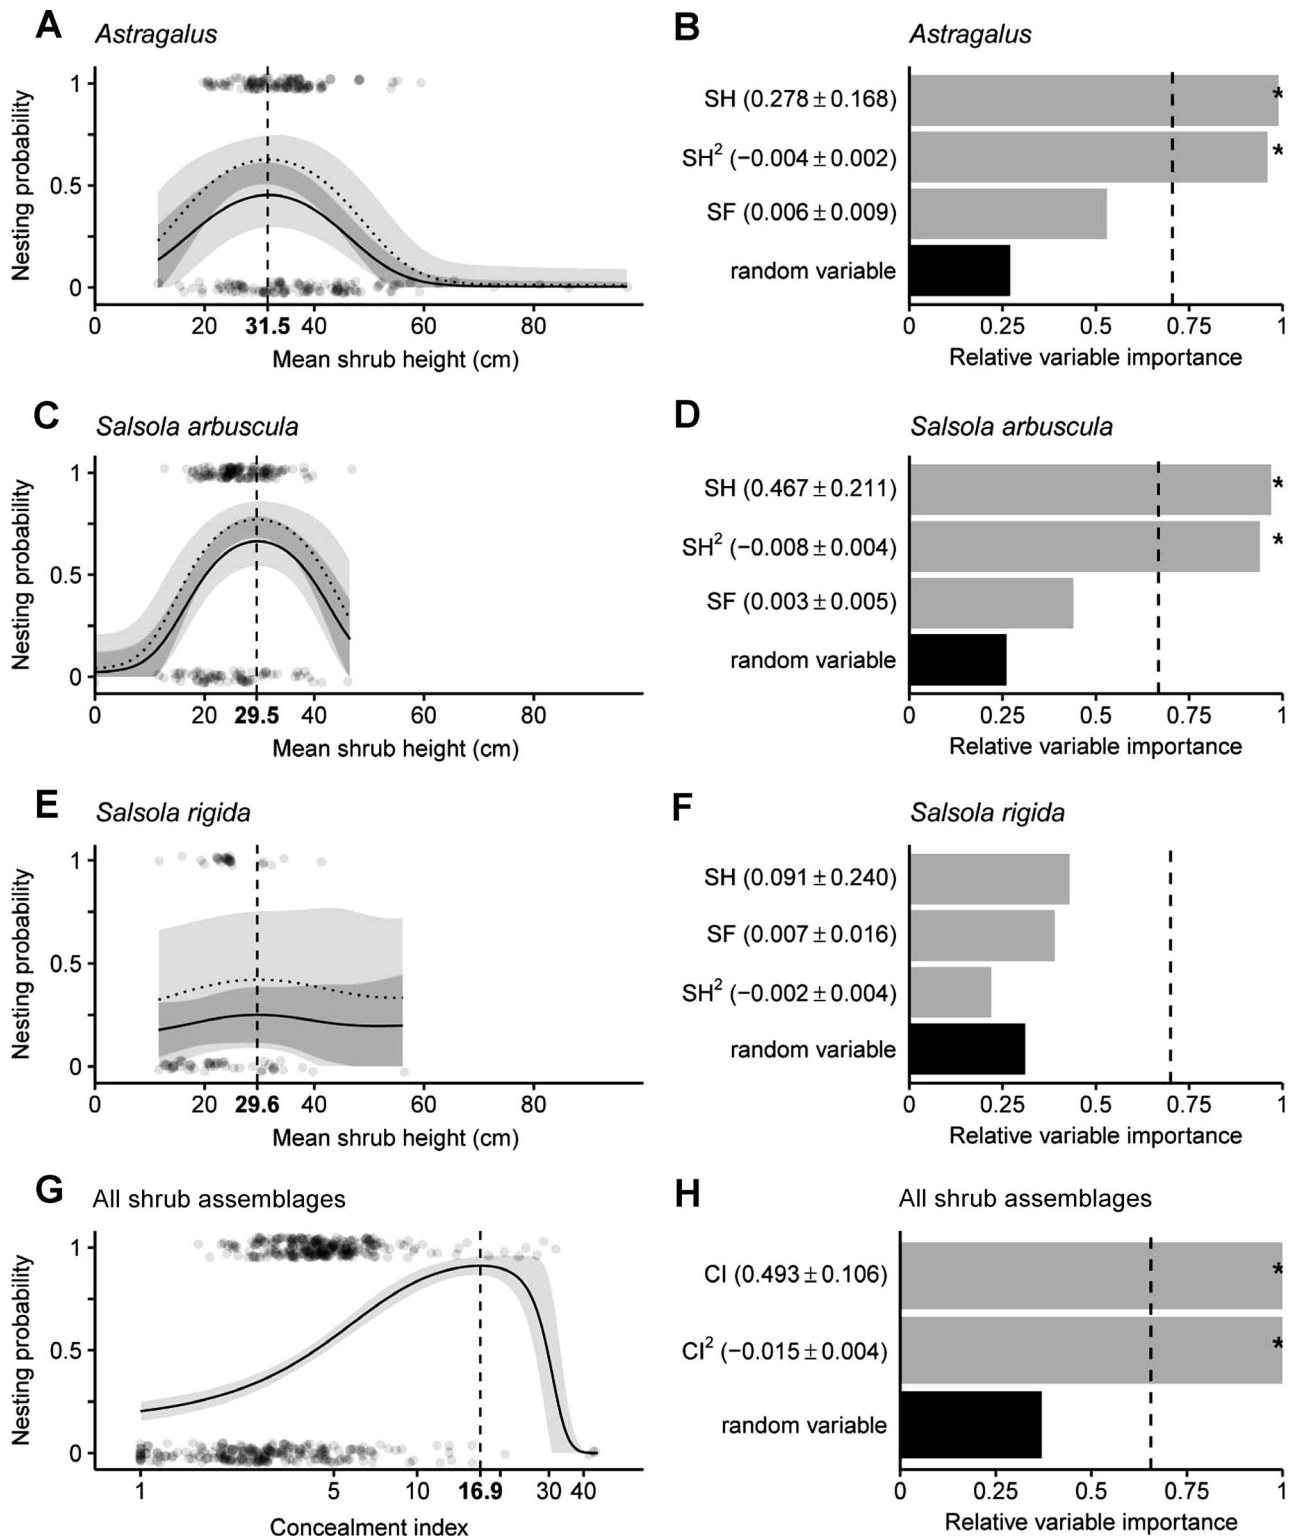 A Astragalus
Nesting probability
1
0.5
0
0 20 31.5 40 60 80
Mean shrub height (cm)
B Astragalus
SH (0.278 ± 0.168) *
SH² (−0.004 ± 0.002) *
SF (0.006 ± 0.009)
random variable
0 0.25 0.5 0.75 1
Relative variable importance
C Salsola arbuscula
Nesting probability
1
0.5
0
0 20 29.5 40 60 80
Mean shrub height (cm)
D Salsola arbuscula
SH (0.467 ± 0.211) *
SH² (−0.008 ± 0.004) *
SF (0.003 ± 0.005)
random variable
0 0.25 0.5 0.75 1
Relative variable importance
E Salsola rigida
Nesting probability
1
0.5
0
0 20 29.6 40 60 80
Mean shrub height (cm)
F Salsola rigida
SH (0.091 ± 0.240)
SF (0.007 ± 0.016)
SH² (−0.002 ± 0.004)
random variable
0 0.25 0.5 0.75 1
Relative variable importance
G All shrub assemblages
Nesting probability
1
0.5
0
1 5 10 16.9 30 40
Concealment index
H All shrub assemblages
CI (0.493 ± 0.106) *
CI² (−0.015 ± 0.004) *
random variable
0 0.25 0.5 0.75 1
Relative variable importance